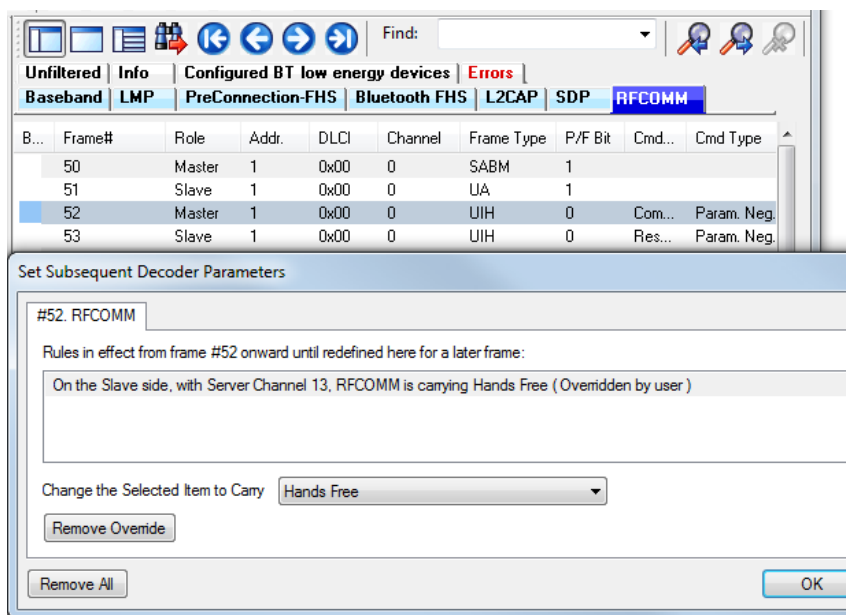 Find:
Unfiltered Info Configured BT low energy devices Errors
Baseband LMP PreConnection-FHS Bluetooth FHS L2CAP SDP RFCOMM
B... Frame# Role Addr. DLCI Channel Frame Type P/F Bit Cmd... Cmd Type
50 Master 1 0x00 0 SABM 1
51 Slave 1 0x00 0 UA 1
52 Master 1 0x00 0 UIH 0 Com... Param. Neg.
53 Slave 1 0x00 0 UIH 0 Res... Param. Neg.
Set Subsequent Decoder Parameters
#52. RFCOMM
Rules in effect from frame #52 onward until redefined here for a later frame:
On the Slave side, with Server Channel 13, RFCOMM is carrying Hands Free ( Overridden by user )
Change the Selected Item to Carry Hands Free
Remove Override
Remove All OK